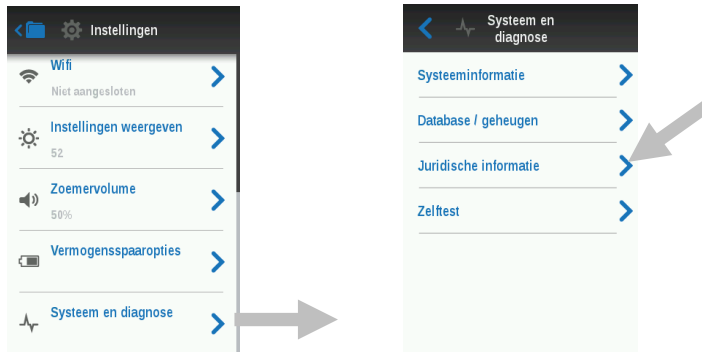 Instellingen
Wifi
Niet aangesloten
Instellingen weergeven
52
Zoemervolume
50%
Vermogensspaaropties
Systeem en diagnose
Systeem en
diagnose
Systeeminformatie
Database / geheugen
Juridische informatie
Zelftest